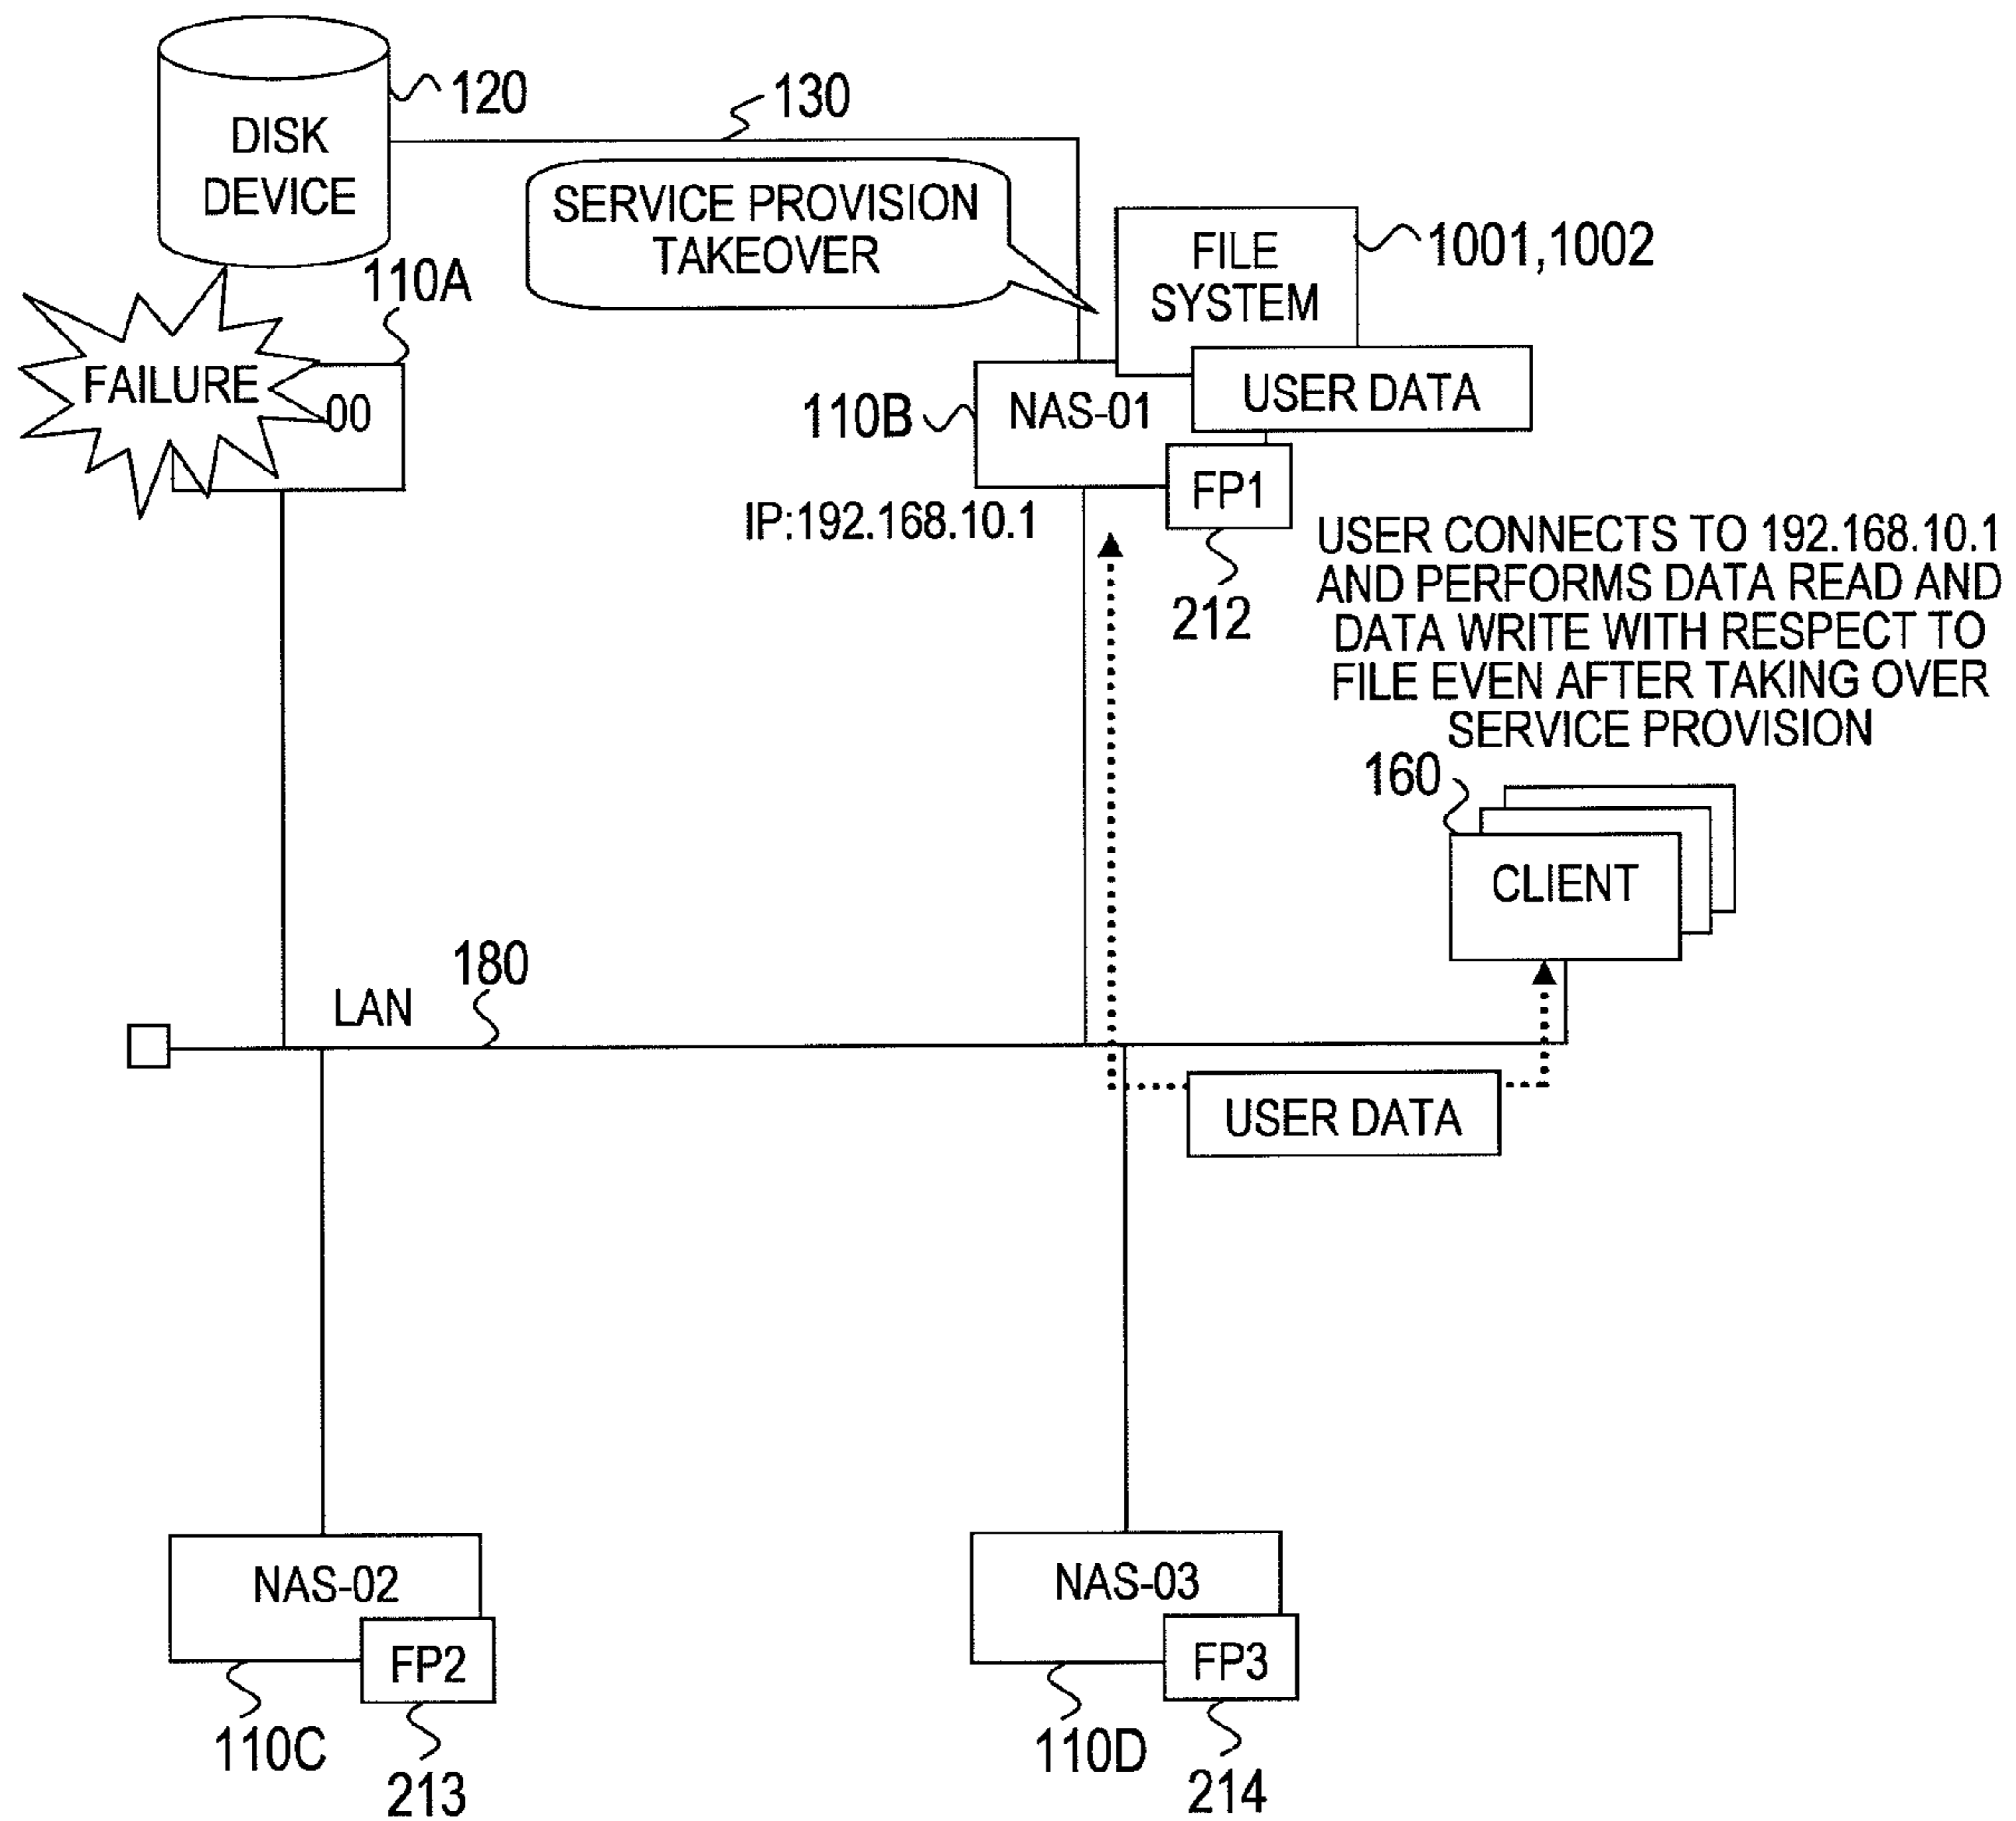 120
DISK
DEVICE
130
SERVICE PROVISION
TAKEOVER
FILE
SYSTEM
1001,1002
110A
FAILURE
00
110B
NAS-01
USER DATA
FP1
IP:192.168.10.1
212
USER CONNECTS TO 192.168.10.1
AND PERFORMS DATA READ AND
DATA WRITE WITH RESPECT TO
FILE EVEN AFTER TAKING OVER
SERVICE PROVISION
160
CLIENT
180
LAN
USER DATA
NAS-02
FP2
110C
213
NAS-03
FP3
110D
214